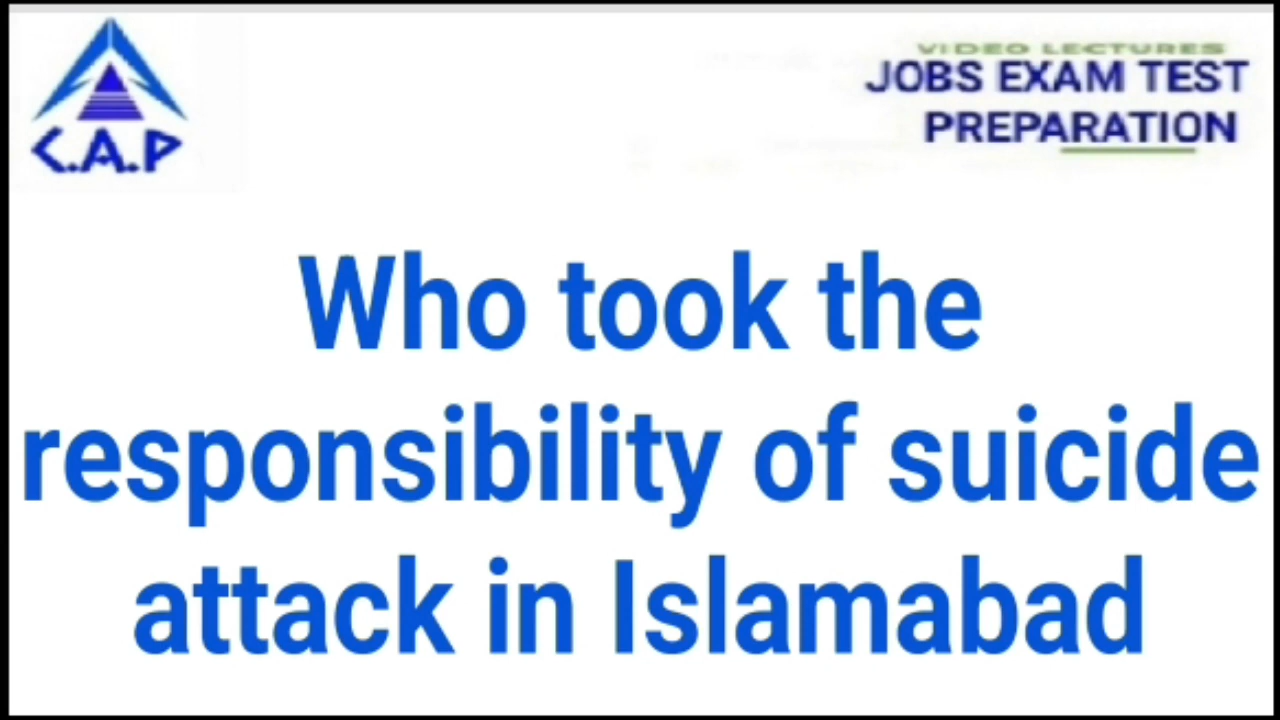 C.A.P
VIDEO LECTURES
JOBS EXAM TEST
PREPARATION
Who took the
responsibility of suicide
attack in Islamabad